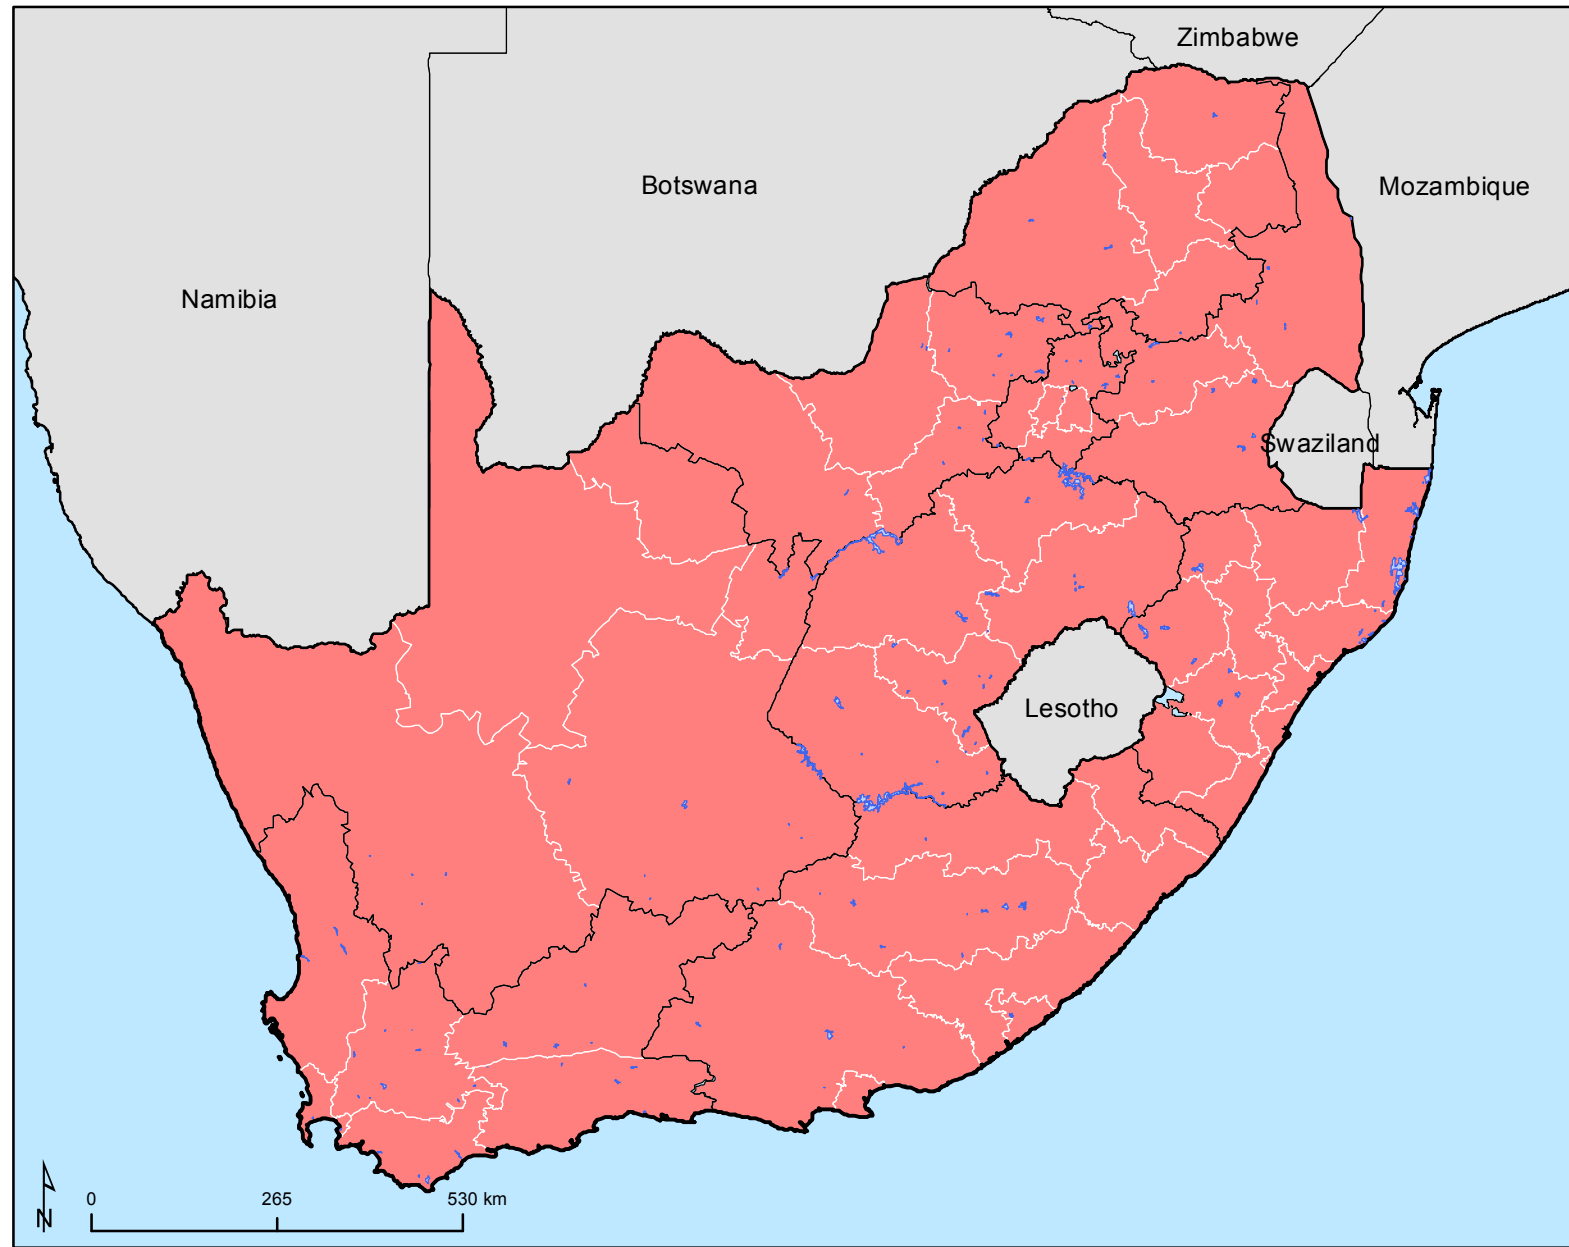 Zimbabwe
Botswana
Mozambique
Namibia
Swaziland
Lesotho
0 265 530 km
N